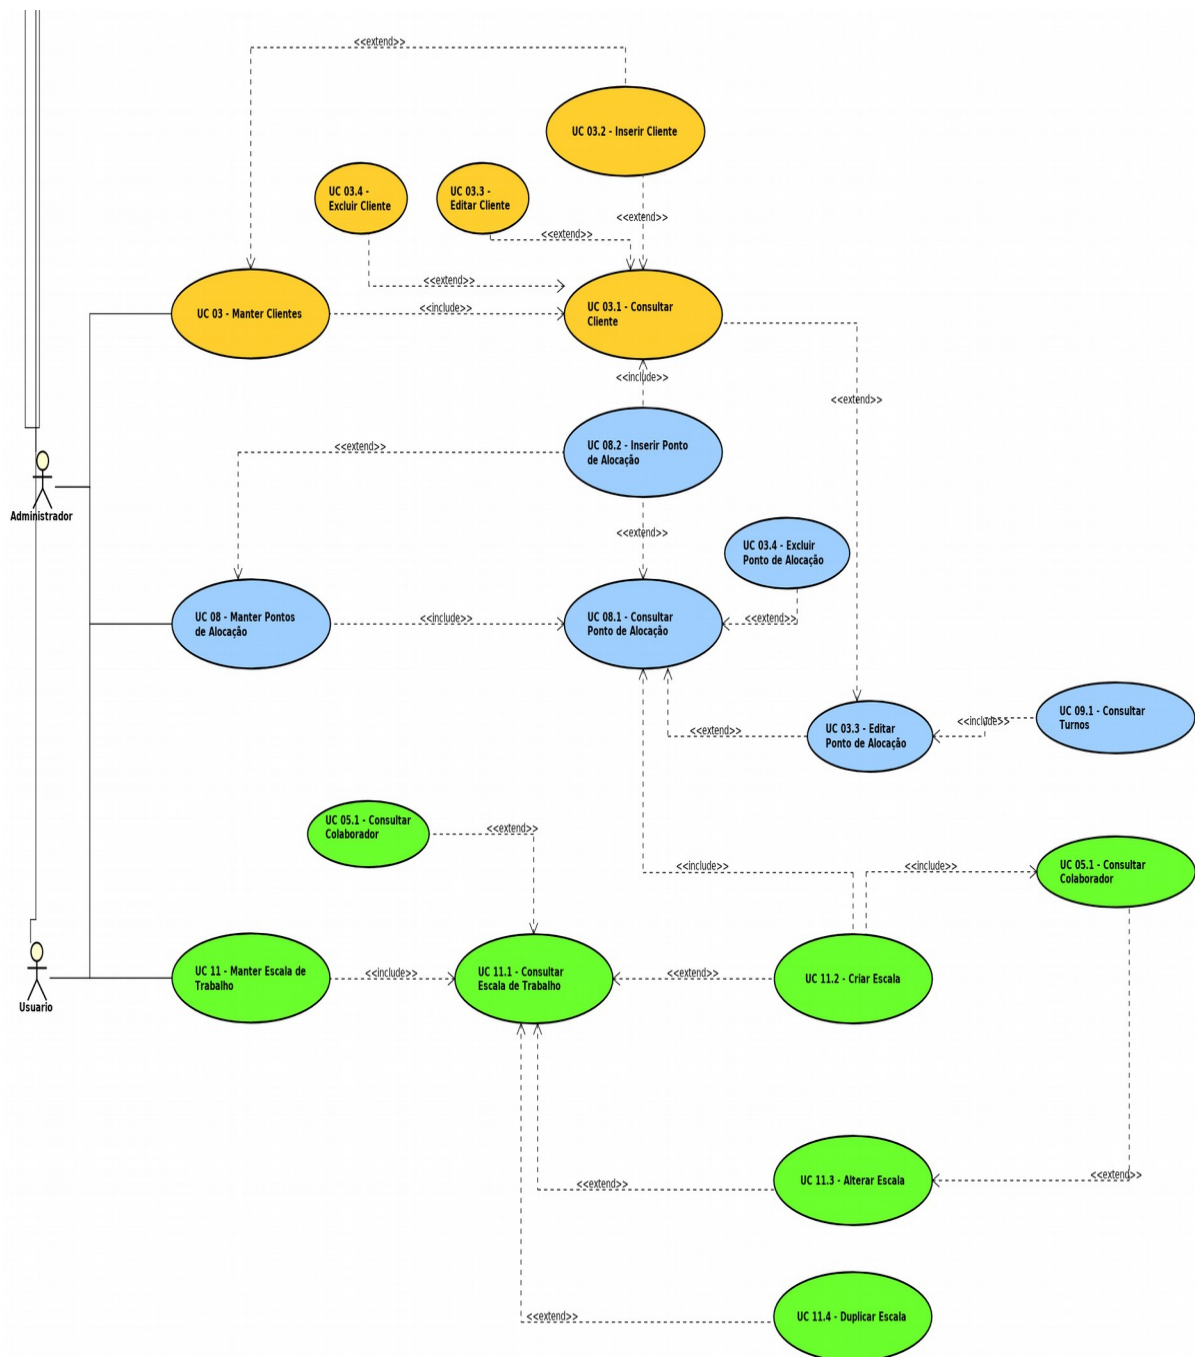 <<extend>>
UC 03.2 - Inserir Cliente
UC 03.4 -
Excluir Cliente
UC 03.3 -
Editar Cliente
<<extend>>
<<extend>>
<<extend>>
UC 03 - Manter Clientes
<<include>>
UC 03.1 - Consultar
Cliente
<<include>>
<<extend>>
<<extend>>
UC 08.2 - Inserir Ponto
de Alocação
Administrador
<<extend>>
UC 03.4 - Excluir
Ponto de Alocação
UC 08 - Manter Pontos
de Alocação
<<include>>
UC 08.1 - Consultar
Ponto de Alocação
<<extend>>
<<extend>>
UC 03.3 - Editar
Ponto de Alocação
<<include>>
UC 09.1 - Consultar
Turnos
UC 05.1 - Consultar
Colaborador
<<extend>>
<<include>>
<<include>>
UC 05.1 - Consultar
Colaborador
Usuario
UC 11 - Manter Escala de
Trabalho
<<include>>
UC 11.1 - Consultar
Escala de Trabalho
<<extend>>
UC 11.2 - Criar Escala
<<extend>>
UC 11.3 - Alterar Escala
<<extend>>
<<extend>>
UC 11.4 - Duplicar Escala